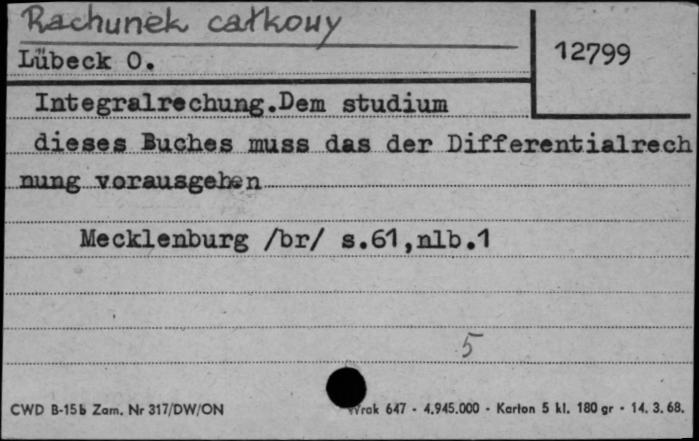 Rachunek całkowy
Lübeck O.
12799
Integralrechung.Dem studium
dieses Buches muss das der Differentialrech
nung vorausgehen
Mecklenburg /br/ s.61,nlb.1
5
CWD B-15b Zam. Nr 317/DW/ON
647 - 4.945.000 - Karton 5 kl. 180 gr - 14. 3. 68.